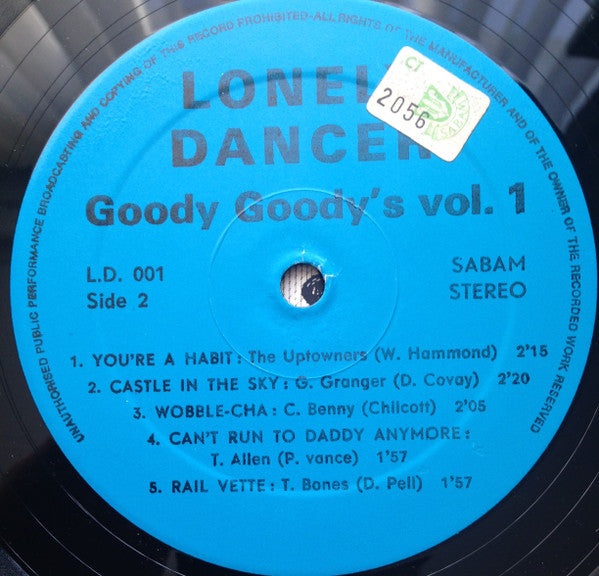 UNAUTHORISED PUBLIC PERFORMANCE BROADCASTING AND COPYING OF THIS RECORD PROHIBITED-ALL RIGHTS OF THE MANUFACTURER AND OF THE OWNER OF THE RECORDED WORK RESERVED
CT
2056
SABAM
DANCER
Goody Goody's vol. 1
L.D. 001
Side 2
SABAM
STEREO
1. YOU'RE A HABIT: The Uptowners (W. Hammond) 2'15
2. CASTLE IN THE SKY: G. Granger (D. Covay) 2'20
3. WOBBLE-CHA: C. Benny (Chilcott) 2'05
4. CAN'T RUN TO DADDY ANYMORE:
T. Allen (P. vance) 1'57
5. RAIL VETTE: T. Bones (D. Pell) 1'57